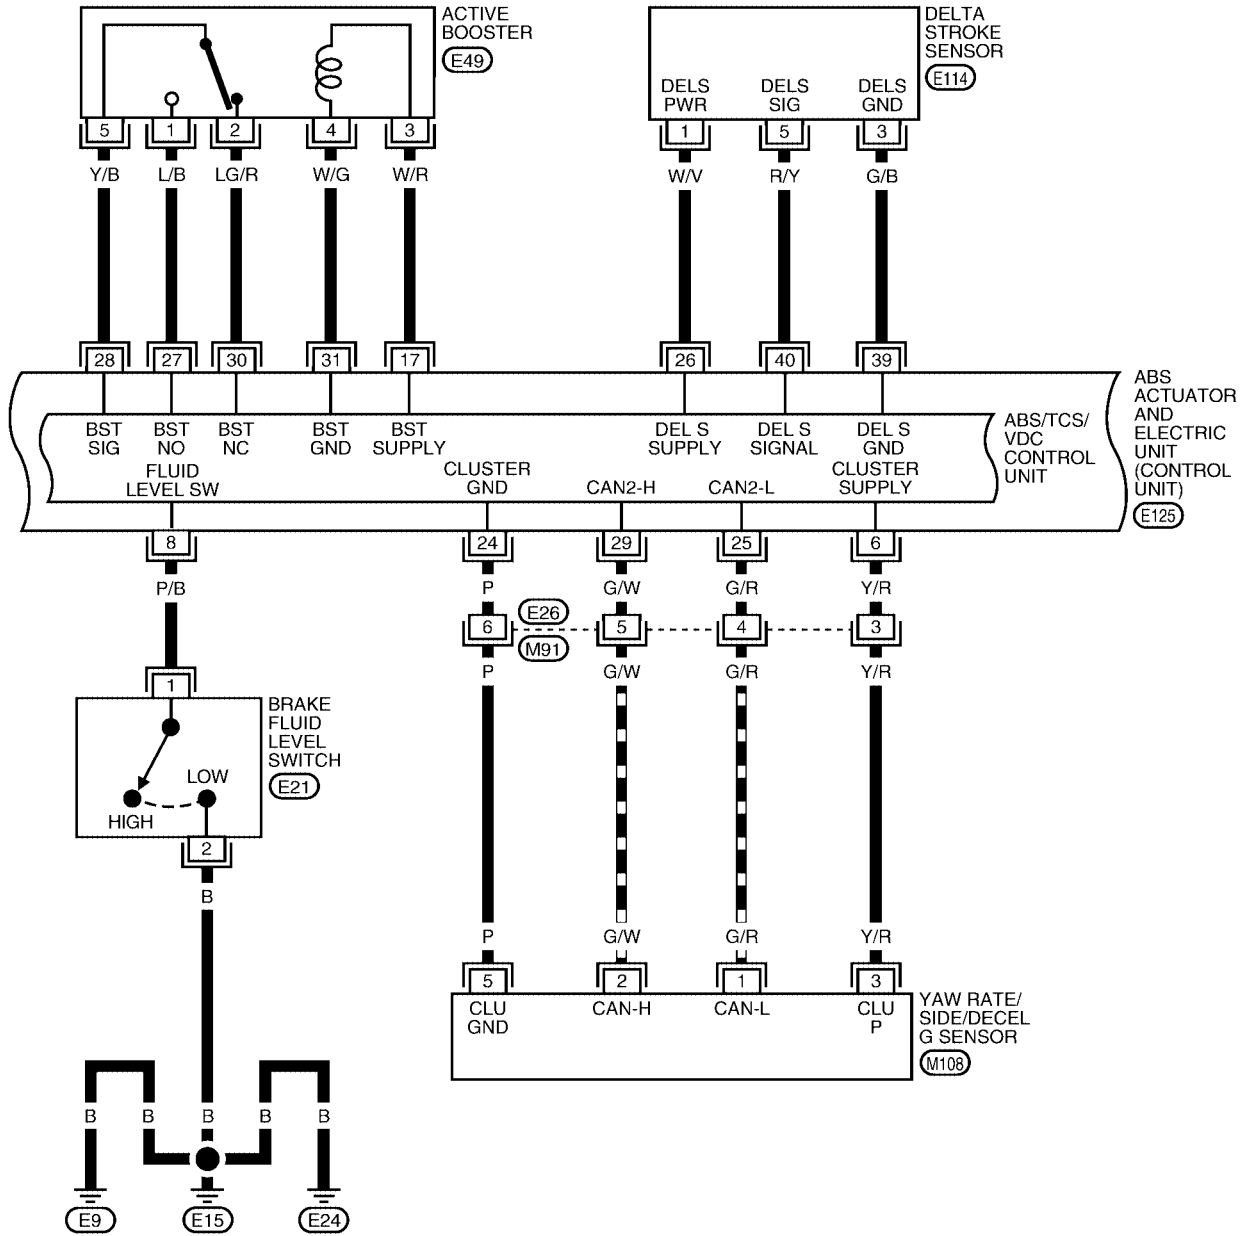 ACTIVE
BOOSTER
E49
DELTA
STROKE
SENSOR
E114
DELS
PWR
DELS
SIG
DELS
GND
5 1 2 4 3
1 5 3
Y/B L/B LG/R W/G W/R
W/V R/Y G/B
28 27 30 31 17
26 40 39
ABS
ACTUATOR
AND
ELECTRIC
UNIT
(CONTROL
UNIT)
E125
ABS/TCS/
VDC
CONTROL
UNIT
BST
SIG
BST
NO
BST
NC
BST
GND
BST
SUPPLY
DEL S
SUPPLY
DEL S
SIGNAL
DEL S
GND
FLUID
LEVEL SW
CLUSTER
GND
CAN2-H
CAN2-L
CLUSTER
SUPPLY
8 24 29 25 6
P/B P G/W G/R Y/R
E26
6 5 4 3
M91
P G/W G/R Y/R
1
BRAKE
FLUID
LEVEL
SWITCH
E21
LOW
HIGH
2
B
P G/W G/R Y/R
5 2 1 3
CLU
GND
CAN-H
CAN-L
CLU
P
YAW RATE/
SIDE/DECEL
G SENSOR
M108
B B B B B
E9 E15 E24